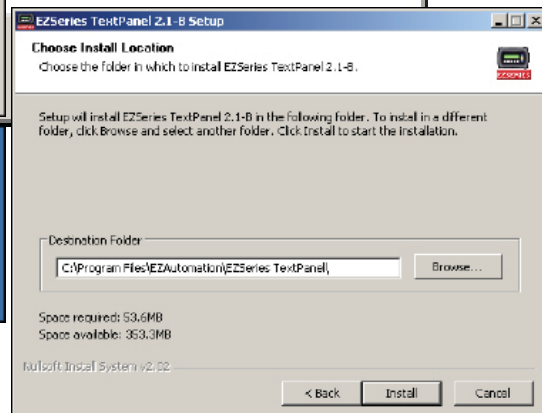 EZSeries TextPanel 2.1-B Setup
Choose Install Location
Choose the folder in which to install EZSeries TextPanel 2.1-B.
EZSERIES
Setup will install EZSeries TextPanel 2.1-B in the following folder. To install in a different
folder, click Browse and select another folder. Click Install to start the installation.
Destination Folder
C:\Program Files\EZAutomation\EZSeries TextPanel\
Browse...
Space required: 53.6MB
Space available: 353.3MB
Nullsoft Install System v2.02
< Back
Install
Cancel